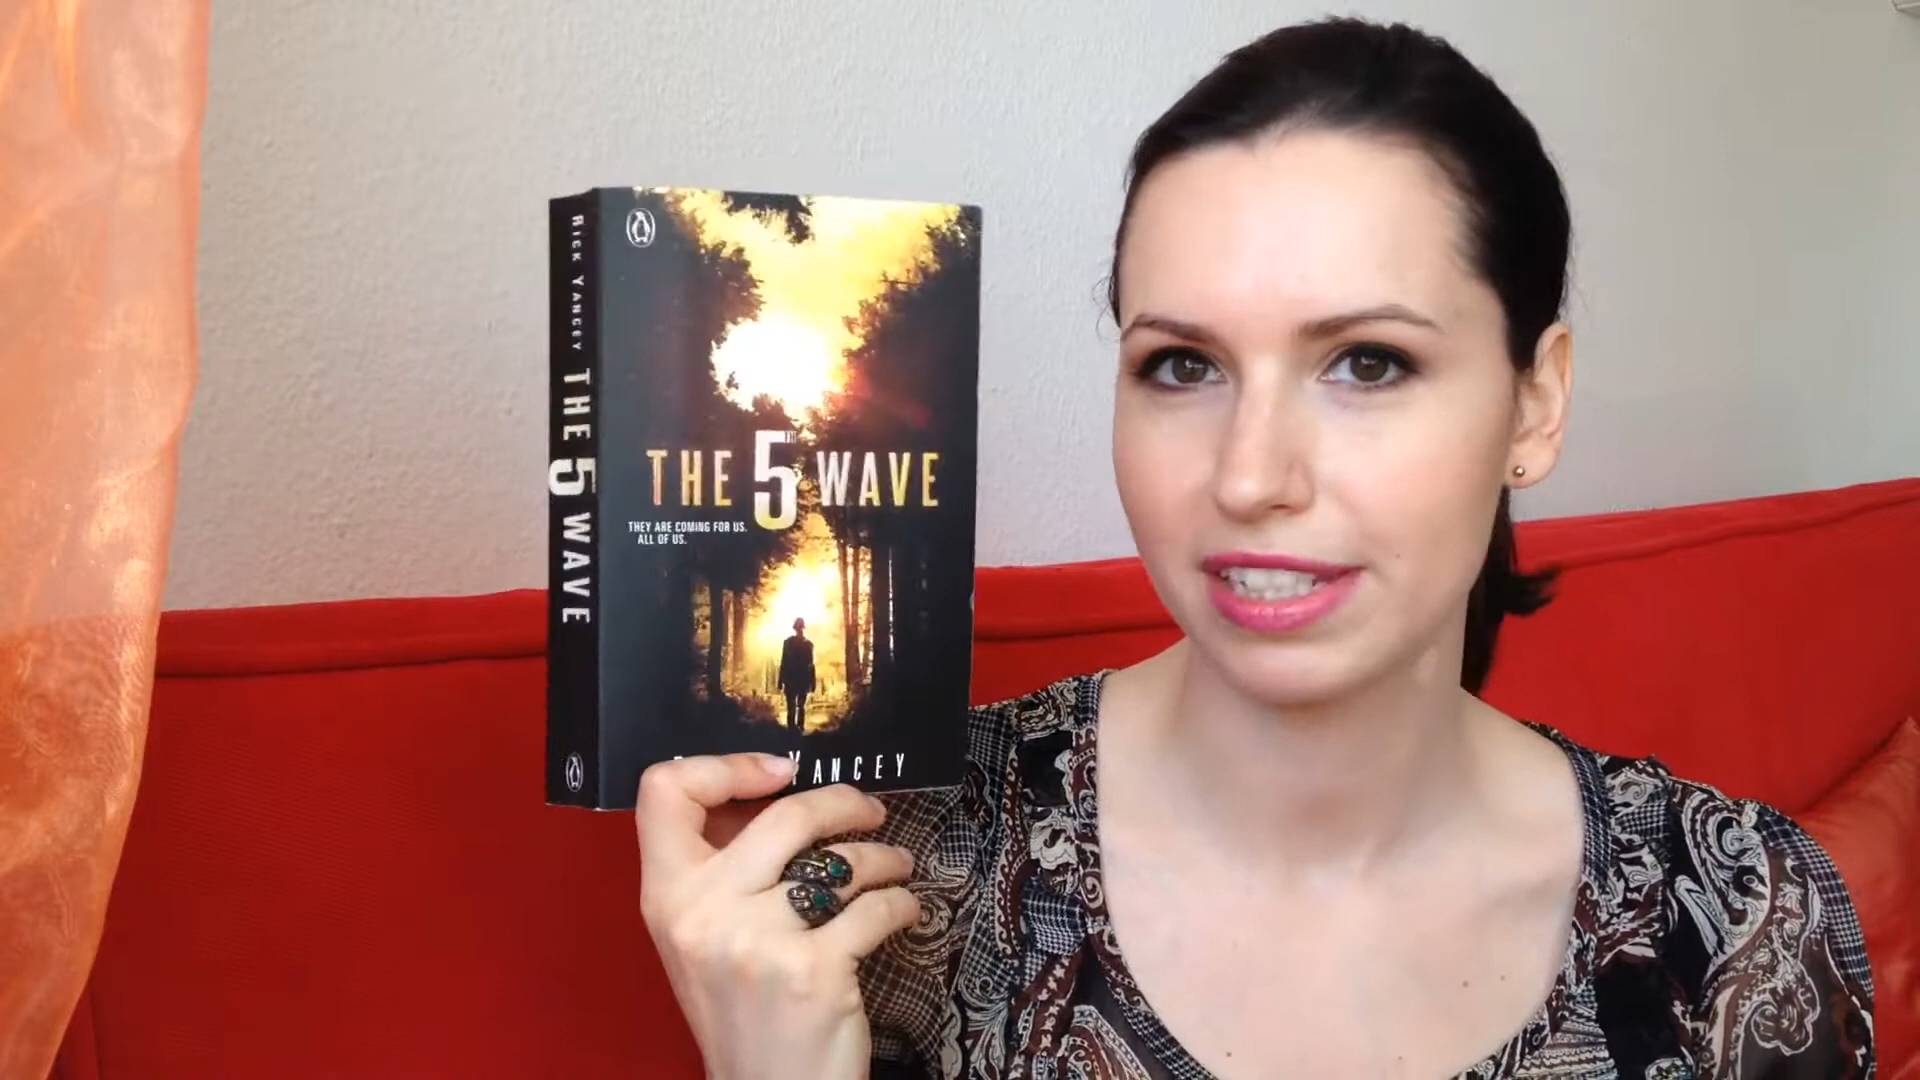 RICK YANCEY THE 5 WAVE
THE 5TH WAVE
THEY ARE COMING FOR US.
ALL OF US.
YANCEY